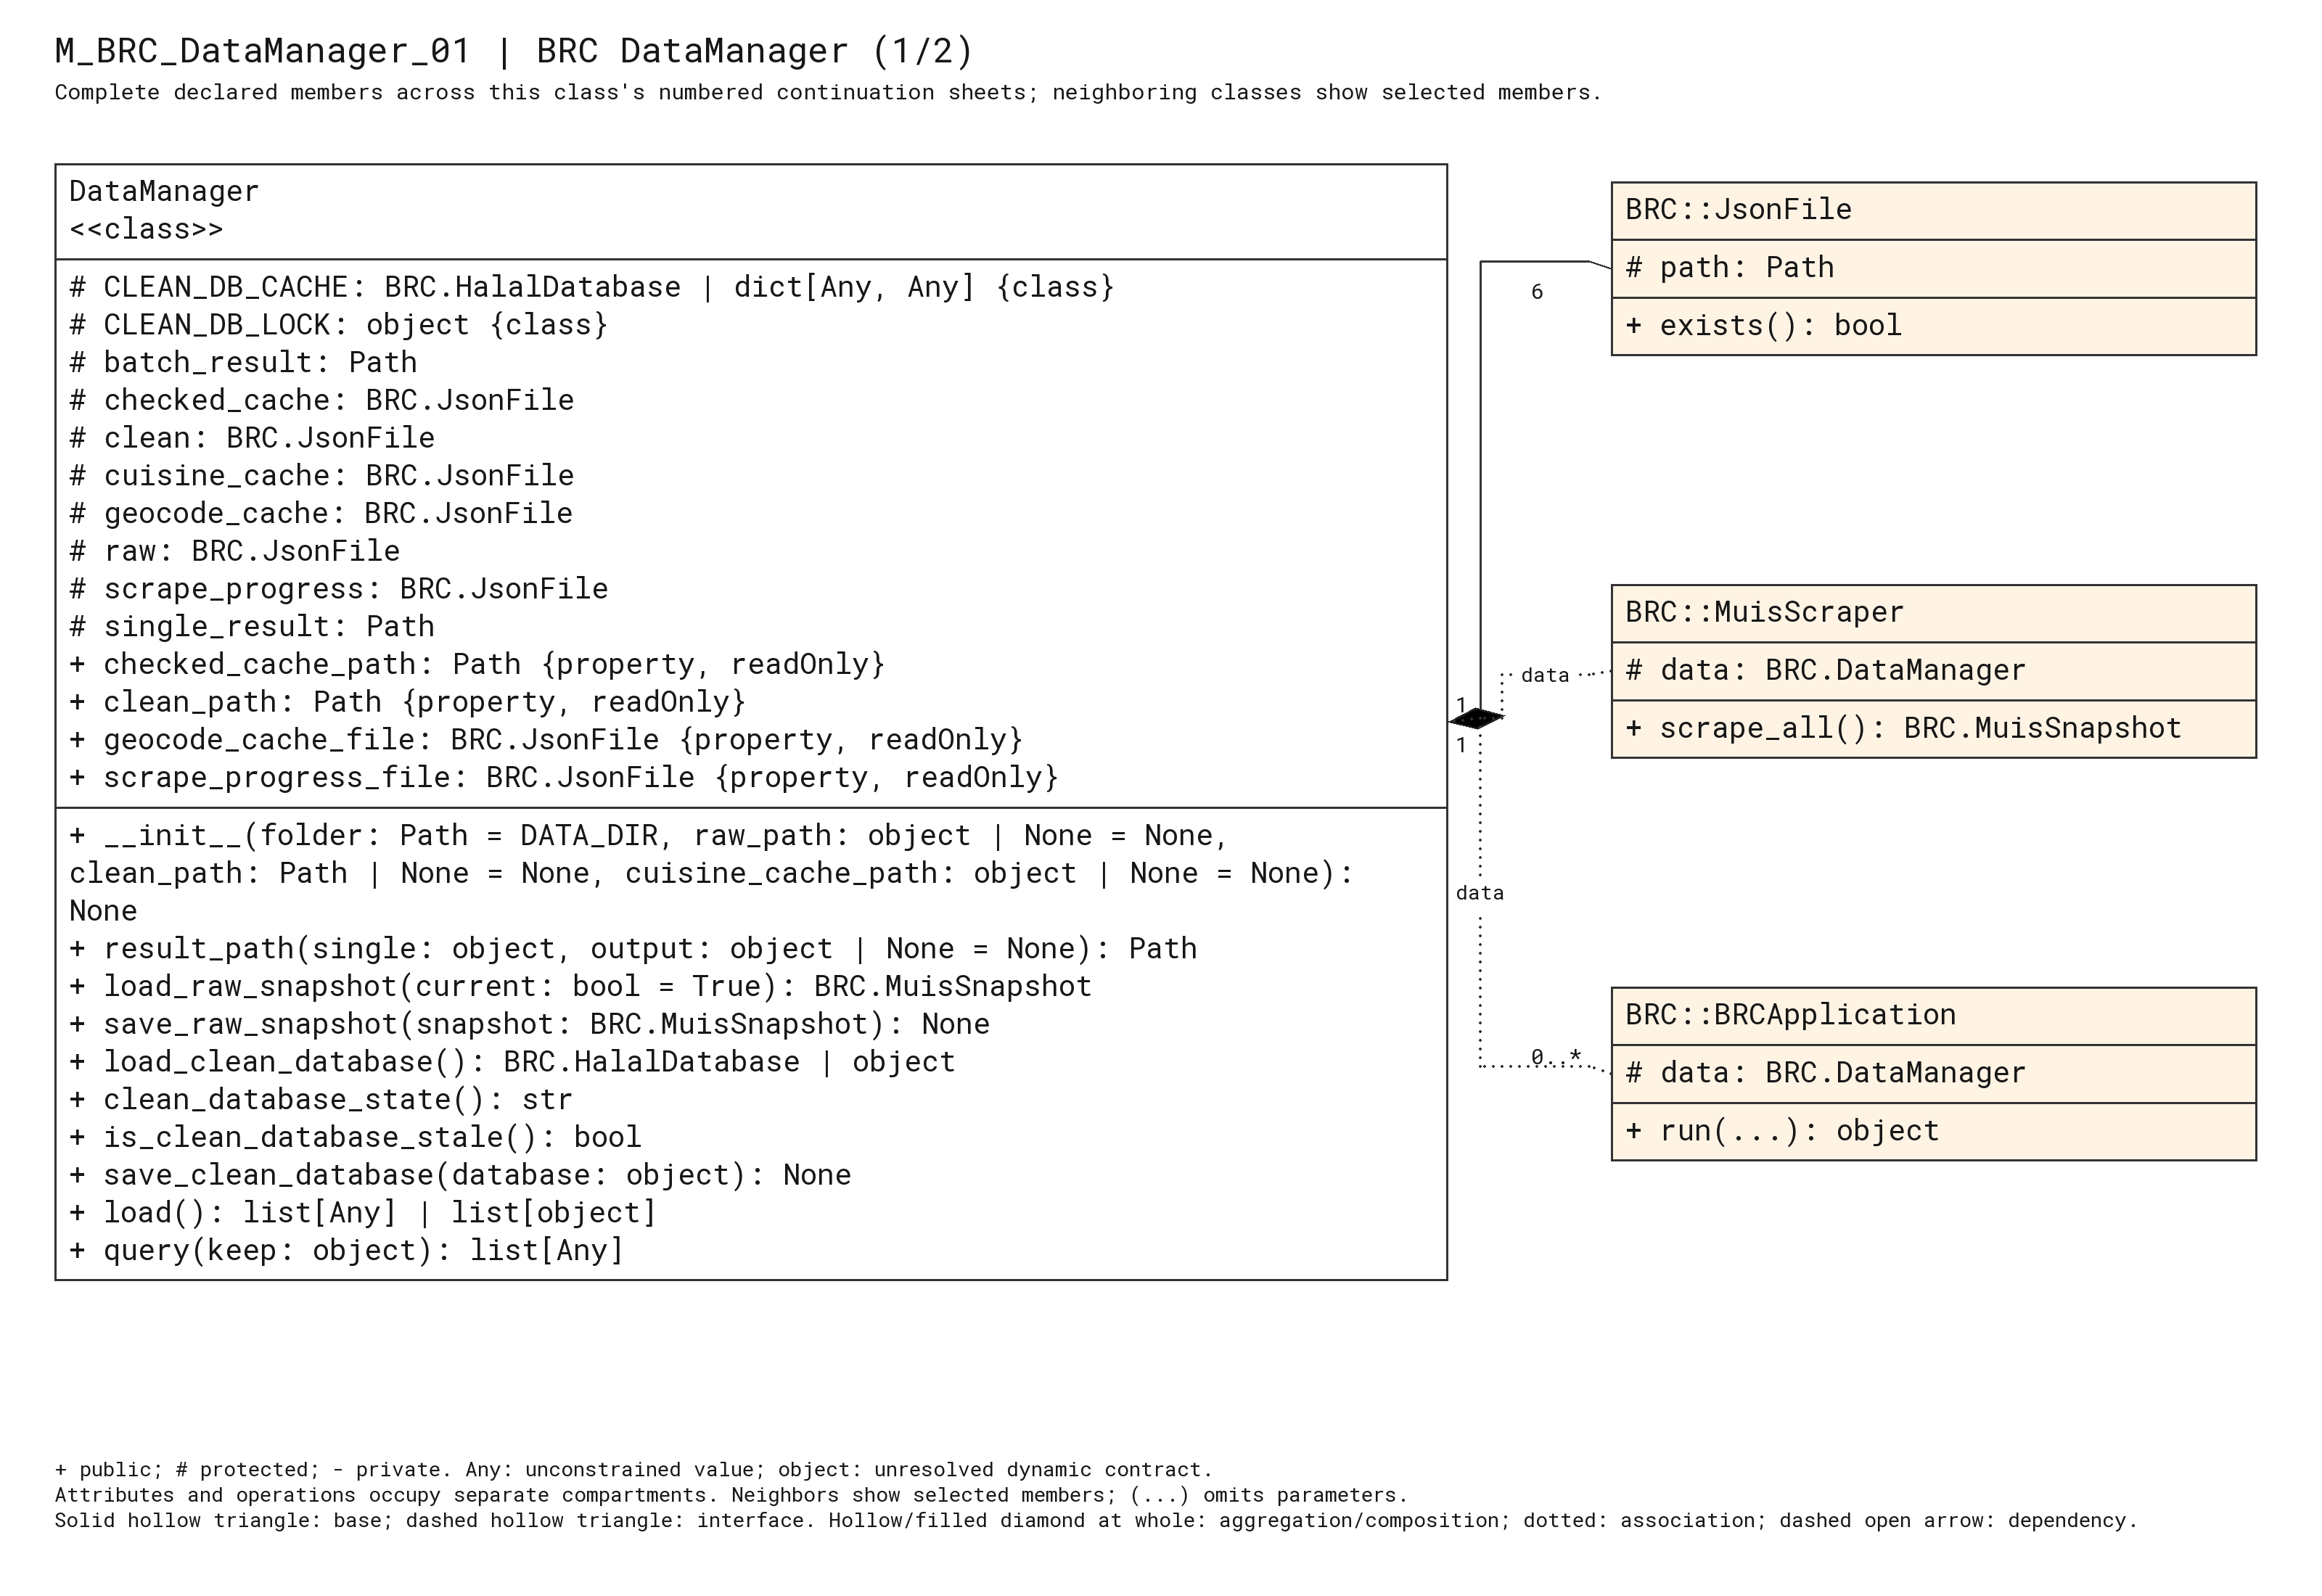 M_BRC_DataManager_01 | BRC DataManager (1/2)
Complete declared members across this class's numbered continuation sheets; neighboring classes show selected members.
DataManager
<<class>>
# CLEAN_DB_CACHE: BRC.HalalDatabase | dict[Any, Any] {class}
# CLEAN_DB_LOCK: object {class}
# batch_result: Path
# checked_cache: BRC.JsonFile
# clean: BRC.JsonFile
# cuisine_cache: BRC.JsonFile
# geocode_cache: BRC.JsonFile
# raw: BRC.JsonFile
# scrape_progress: BRC.JsonFile
# single_result: Path
+ checked_cache_path: Path {property, readOnly}
+ clean_path: Path {property, readOnly}
+ geocode_cache_file: BRC.JsonFile {property, readOnly}
+ scrape_progress_file: BRC.JsonFile {property, readOnly}
+ __init__(folder: Path = DATA_DIR, raw_path: object | None = None,
clean_path: Path | None = None, cuisine_cache_path: object | None = None):
None
+ result_path(single: object, output: object | None = None): Path
+ load_raw_snapshot(current: bool = True): BRC.MuisSnapshot
+ save_raw_snapshot(snapshot: BRC.MuisSnapshot): None
+ load_clean_database(): BRC.HalalDatabase | object
+ clean_database_state(): str
+ is_clean_database_stale(): bool
+ save_clean_database(database: object): None
+ load(): list[Any] | list[object]
+ query(keep: object): list[Any]
6
1
1
data
data
0..*
BRC::JsonFile
# path: Path
+ exists(): bool
BRC::MuisScraper
# data: BRC.DataManager
+ scrape_all(): BRC.MuisSnapshot
BRC::BRCApplication
# data: BRC.DataManager
+ run(...): object
+ public; # protected; - private. Any: unconstrained value; object: unresolved dynamic contract.
Attributes and operations occupy separate compartments. Neighbors show selected members; (...) omits parameters.
Solid hollow triangle: base; dashed hollow triangle: interface. Hollow/filled diamond at whole: aggregation/composition; dotted: association; dashed open arrow: dependency.